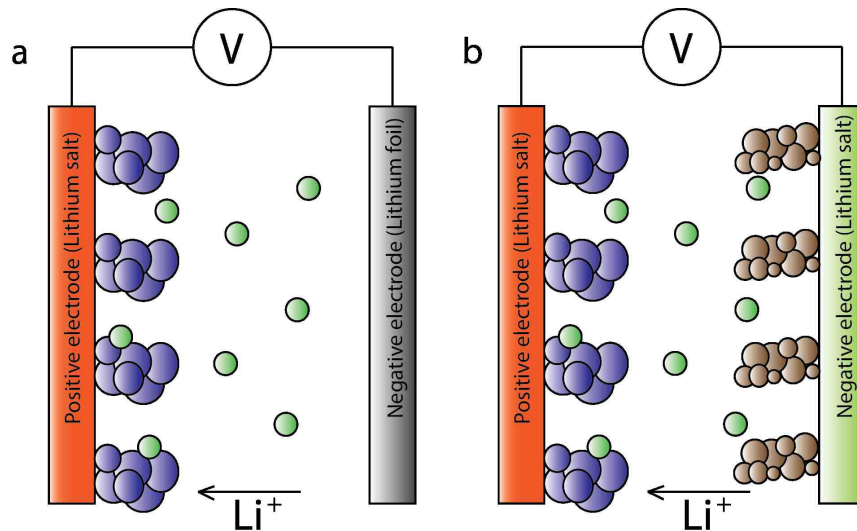 a
V
Positive electrode (Lithium salt)
Negative electrode (Lithium foil)
Li+
b
V
Positive electrode (Lithium salt)
Negative electrode (Lithium salt)
Li+